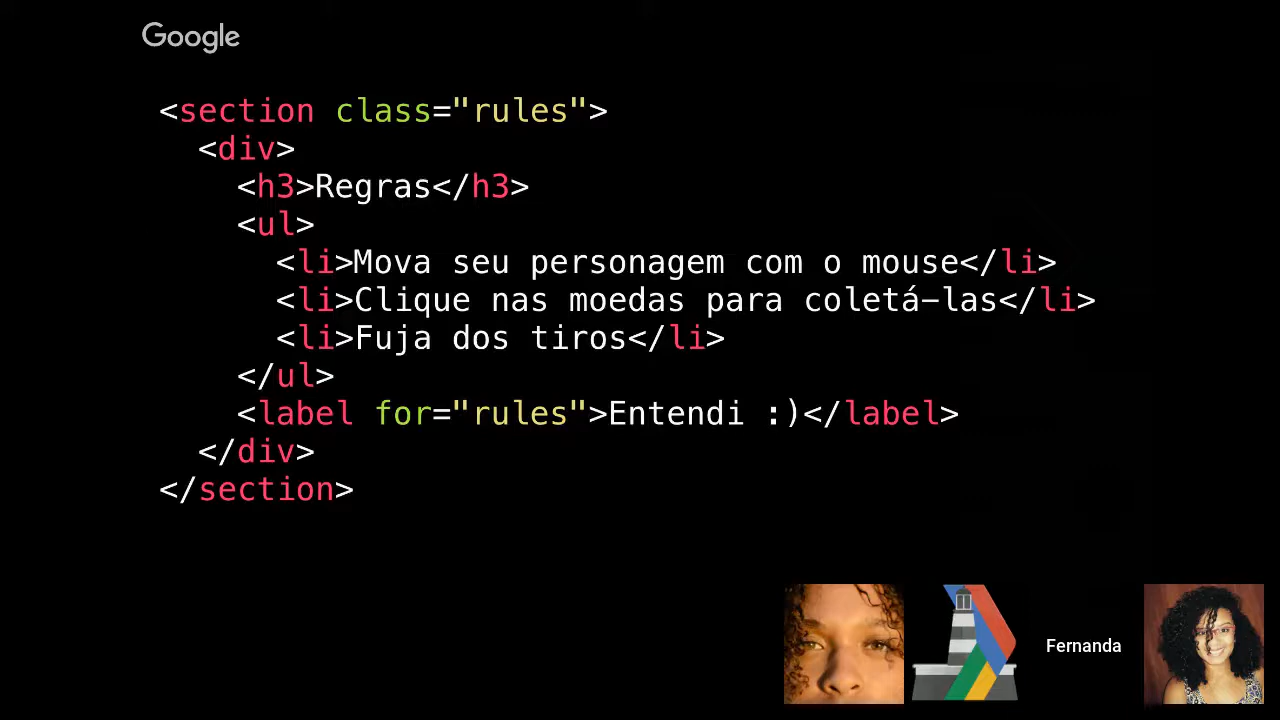 Google
<section class="rules">
<div>
<h3>Regras</h3>
<ul>
<li>Mova seu personagem com o mouse</li>
<li>Clique nas moedas para coletá-las</li>
<li>Fuja dos tiros</li>
</ul>
<label for="rules">Entendi :)</label>
</div>
</section>
Fernanda